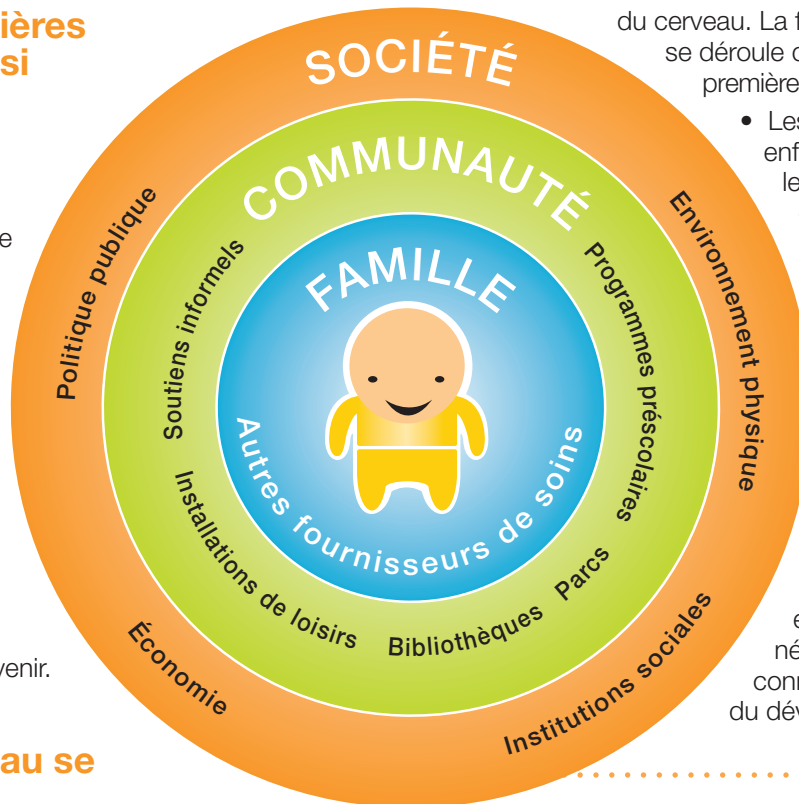 ières
si
e
venir.
au se
SOCIÉTÉ
COMMUNAUTÉ
FAMILLE
Autres fournisseurs de soins
Soutiens informels
Programmes préscolaires
Installations de loisirs
Bibliothèques
Parcs
Politique publique
Environnement physique
Économie
Institutions sociales
du cerveau. La f
se déroule
première
• Les
enf
le
né
conn
du dév